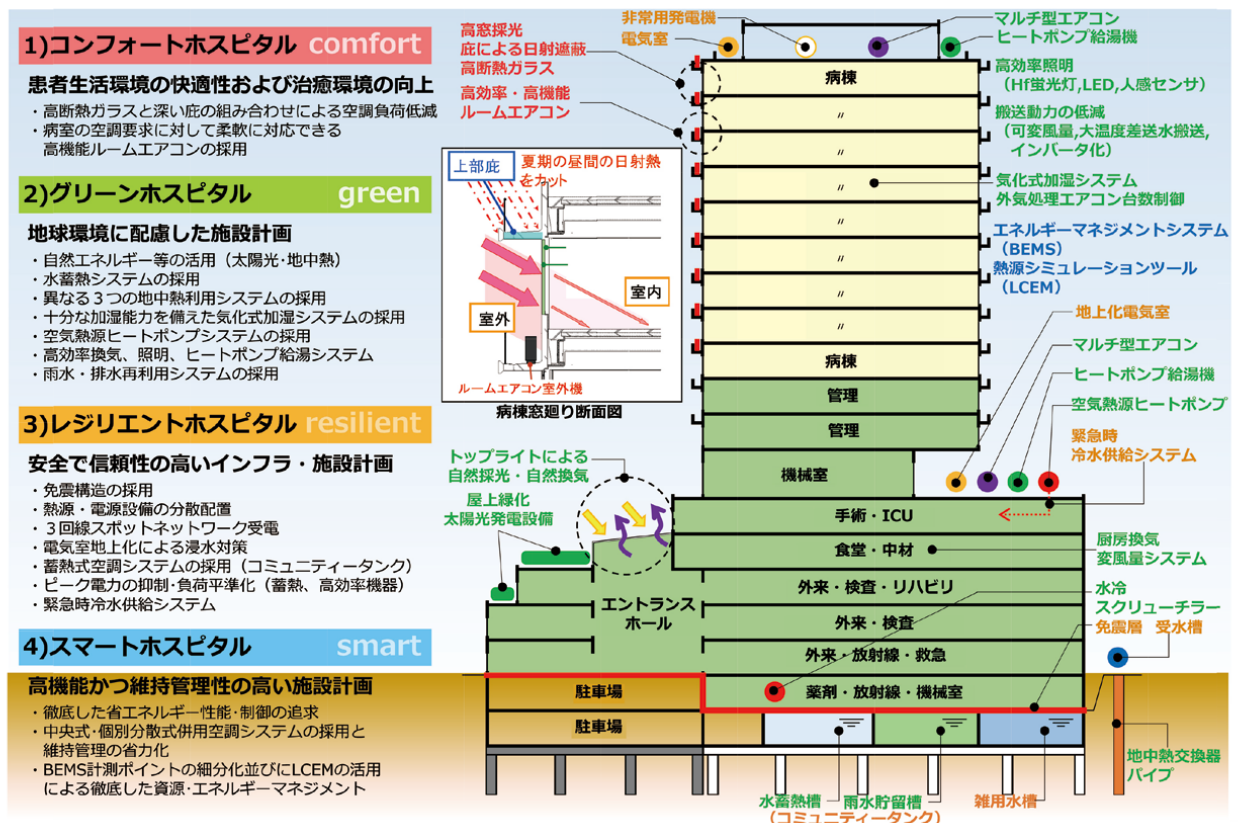 1)コンフォートホスピタル comfort
患者生活環境の快適性および治癒環境の向上
・高断熱ガラスと深い庇の組み合わせによる空調負荷低減
・病室の空調要求に対して柔軟に対応できる
高機能ルームエアコンの採用
2)グリーンホスピタル green
地球環境に配慮した施設計画
・自然エネルギー等の活用（太陽光・地中熱）
・水蓄熱システムの採用
・異なる３つの地中熱利用システムの採用
・十分な加湿能力を備えた気化式加湿システムの採用
・空気熱源ヒートポンプシステムの採用
・高効率換気、照明、ヒートポンプ給湯システム
・雨水・排水再利用システムの採用
3)レジリエントホスピタル resilient
安全で信頼性の高いインフラ・施設計画
・免震構造の採用
・熱源・電源設備の分散配置
・３回線スポットネットワーク受電
・電気室地上化による浸水対策
・蓄熱式空調システムの採用（コミュニティータンク）
・ピーク電力の抑制・負荷平準化（蓄熱、高効率機器）
・緊急時冷水供給システム
4)スマートホスピタル smart
高機能かつ維持管理性の高い施設計画
・徹底した省エネルギー性能・制御の追求
・中央式・個別分散式併用空調システムの採用と
維持管理の省力化
・BEMS計測ポイントの細分化並びにLCEMの活用
による徹底した資源・エネルギーマネジメント
高窓採光
庇による日射遮蔽
高断熱ガラス
高効率・高機能
ルームエアコン
非常用発電機
電気室
マルチ型エアコン
ヒートポンプ給湯機
高効率照明
（Hf蛍光灯,LED,人感センサ）
搬送動力の低減
（可変風量,大温度差送水搬送,
インバータ化）
気化式加湿システム
外気処理エアコン台数制御
エネルギーマネジメントシステム
（BEMS）
熱源シミュレーションツール
（LCEM）
地上化電気室
マルチ型エアコン
ヒートポンプ給湯機
空気熱源ヒートポンプ
緊急時
冷水供給システム
上部庇
夏期の昼間の日射熱
をカット
室内
室外
ルームエアコン室外機
病棟窓廻り断面図
病棟
〃
〃
〃
〃
〃
〃
〃
病棟
管理
管理
機械室
手術・ICU
食堂・中材
外来・検査・リハビリ
外来・検査
外来・放射線・救急
薬剤・放射線・機械室
エントランス
ホール
駐車場
駐車場
トップライトによる
自然採光・自然換気
屋上緑化
太陽光発電設備
厨房換気
変風量システム
水冷
スクリューチラー
免震層
受水槽
地中熱交換器
パイプ
水蓄熱槽
雨水貯留槽
（コミュニティータンク）
雑用水槽